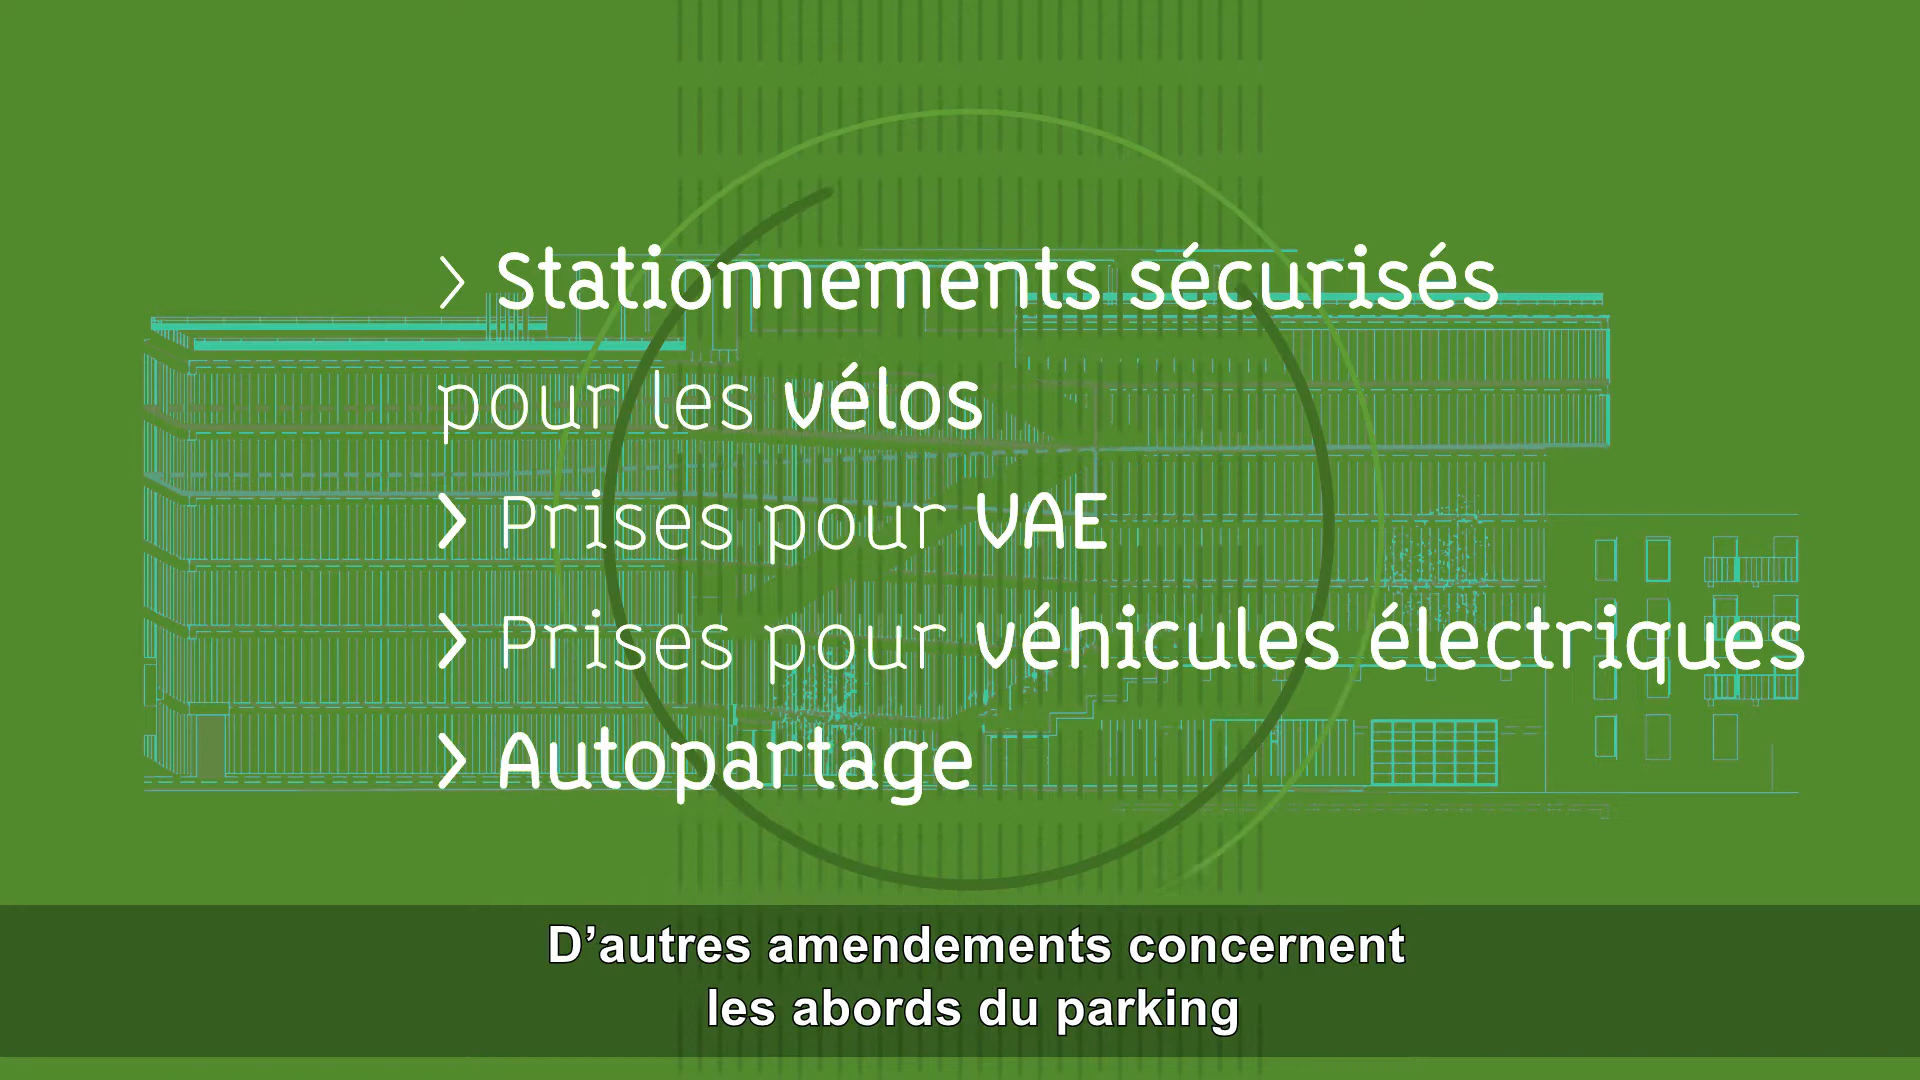 > Stationnements sécurisés
pour les vélos
> Prises pour VAE
> Prises pour véhicules électriques
> Autopartage
D’autres amendements concernent
les abords du parking